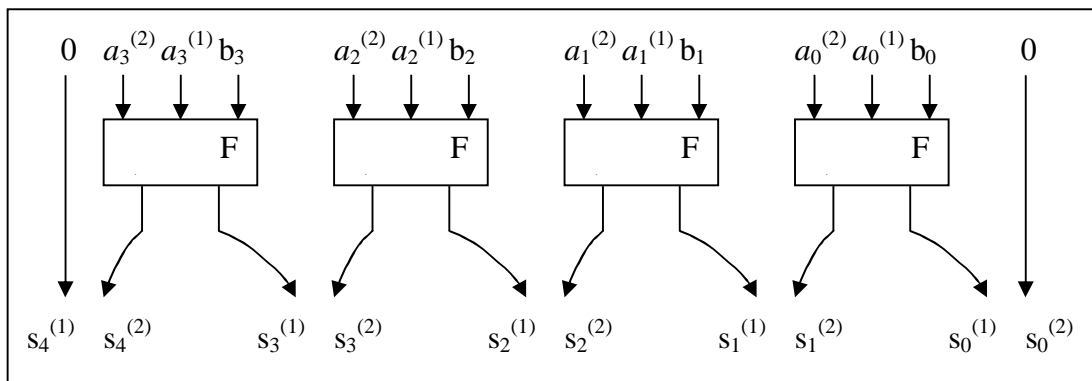 0 a₃⁽²⁾ a₃⁽¹⁾ b₃ a₂⁽²⁾ a₂⁽¹⁾ b₂ a₁⁽²⁾ a₁⁽¹⁾ b₁ a₀⁽²⁾ a₀⁽¹⁾ b₀ 0
F F F F
s₄⁽¹⁾ s₄⁽²⁾ s₃⁽¹⁾ s₃⁽²⁾ s₂⁽¹⁾ s₂⁽²⁾ s₁⁽¹⁾ s₁⁽²⁾ s₀⁽¹⁾ s₀⁽²⁾